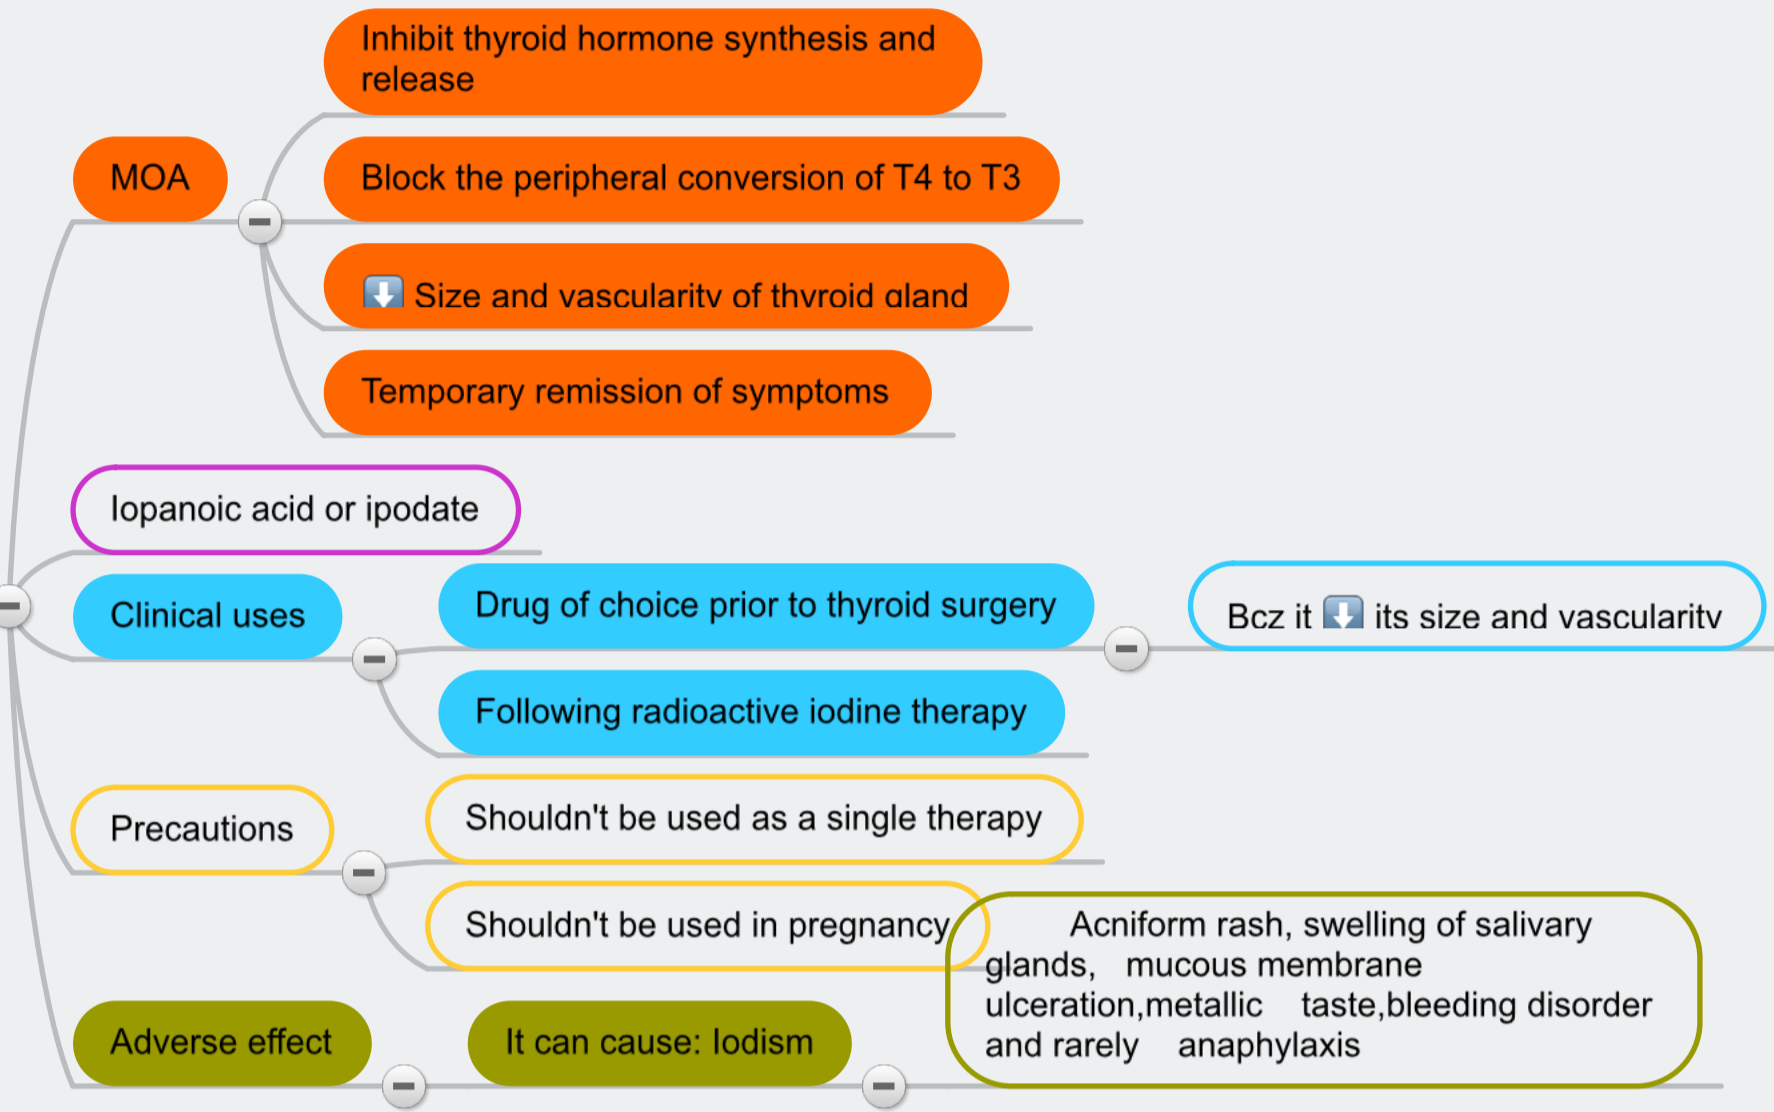 Inhibit thyroid hormone synthesis and
release
MOA
Block the peripheral conversion of T4 to T3
⬇️ Size and vascularity of thyroid gland
Temporary remission of symptoms
Iopanoic acid or ipodate
Clinical uses
Drug of choice prior to thyroid surgery
Bcz it ⬇️ its size and vascularity
Following radioactive iodine therapy
Precautions
Shouldn't be used as a single therapy
Shouldn't be used in pregnancy
Adverse effect
It can cause: Iodism
Acniform rash, swelling of salivary
glands, mucous membrane
ulceration,metallic taste,bleeding disorder
and rarely anaphylaxis